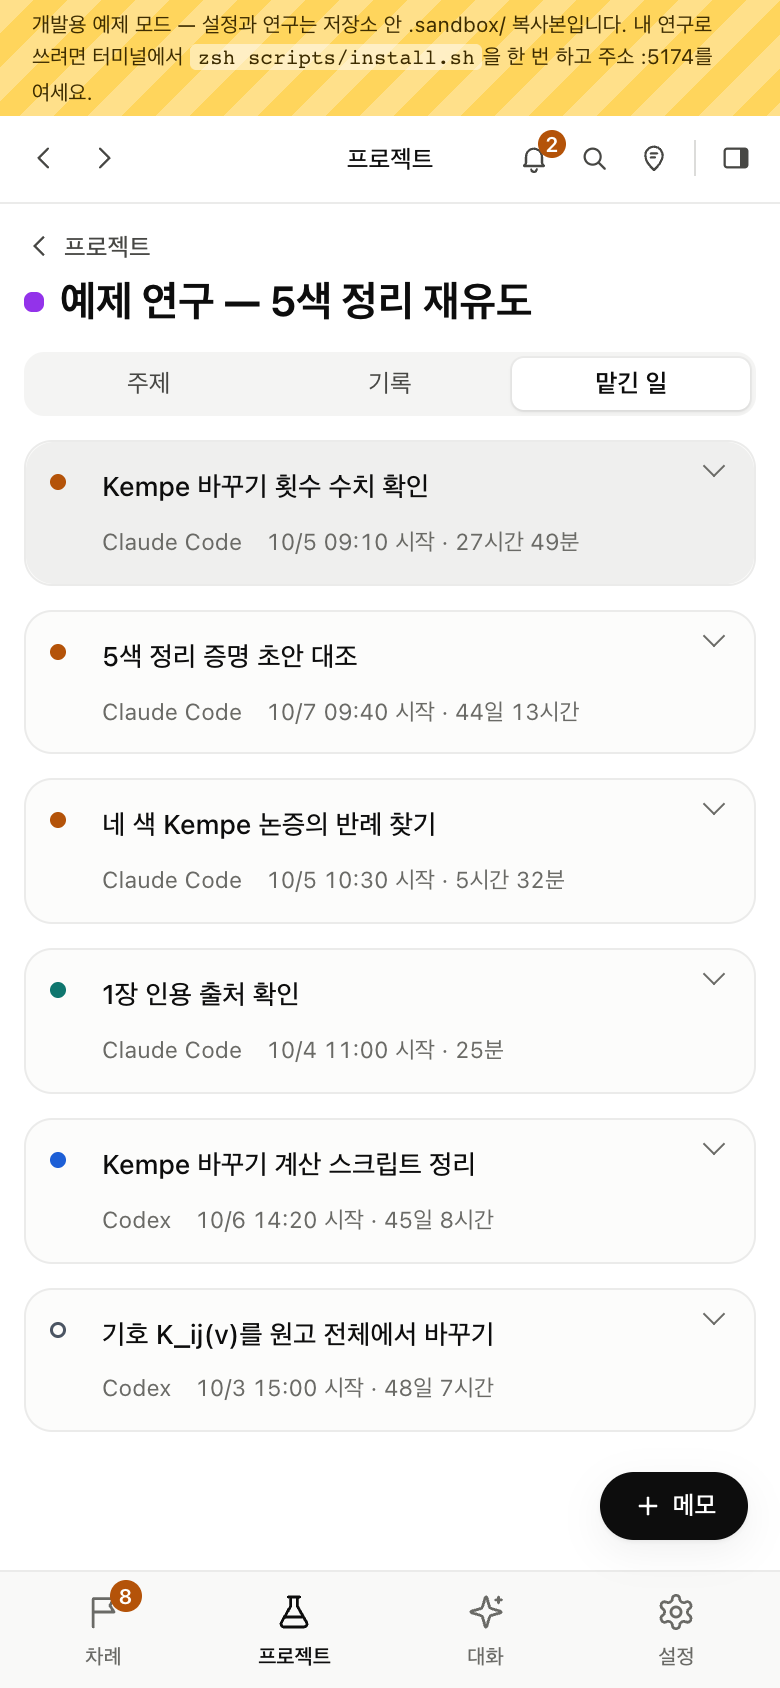 개발용 예제 모드 — 설정과 연구는 저장소 안 .sandbox/ 복사본입니다. 내 연구로
쓰려면 터미널에서 zsh scripts/install.sh 을 한 번 하고 주소 :5174를
여세요.
프로젝트
2
프로젝트
예제 연구 — 5색 정리 재유도
주제 기록 맡긴 일
Kempe 바꾸기 횟수 수치 확인
Claude Code 10/5 09:10 시작 · 27시간 49분
5색 정리 증명 초안 대조
Claude Code 10/7 09:40 시작 · 44일 13시간
네 색 Kempe 논증의 반례 찾기
Claude Code 10/5 10:30 시작 · 5시간 32분
1장 인용 출처 확인
Claude Code 10/4 11:00 시작 · 25분
Kempe 바꾸기 계산 스크립트 정리
Codex 10/6 14:20 시작 · 45일 8시간
기호 K_ij(v)를 원고 전체에서 바꾸기
Codex 10/3 15:00 시작 · 48일 7시간
+ 메모
8
차례 프로젝트 대화 설정